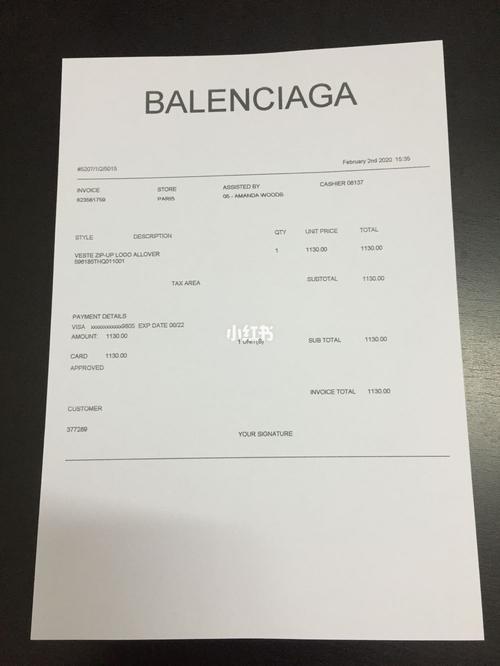 BALENCIAGA
February 2nd 2020 15:35
#5207/1/2/5015
INVOICE STORE ASSISTED BY CASHIER 08137
823581759 PARIS 05 - AMANDA WOODS
STYLE DESCRIPTION QTY UNIT PRICE TOTAL
VESTE ZIP-UP LOGO ALLOVER 1 1130.00 1130.00
596185THQ011001
TAX AREA SUBTOTAL 1130.00
PAYMENT DETAILS
VISA xxxxxxxxxxxx9805 EXP DATE 06/22
AMOUNT: 1130.00 SUB TOTAL 1130.00
小红书
CARD 1130.00
APPROVED
INVOICE TOTAL 1130.00
CUSTOMER
377289 YOUR SIGNATURE